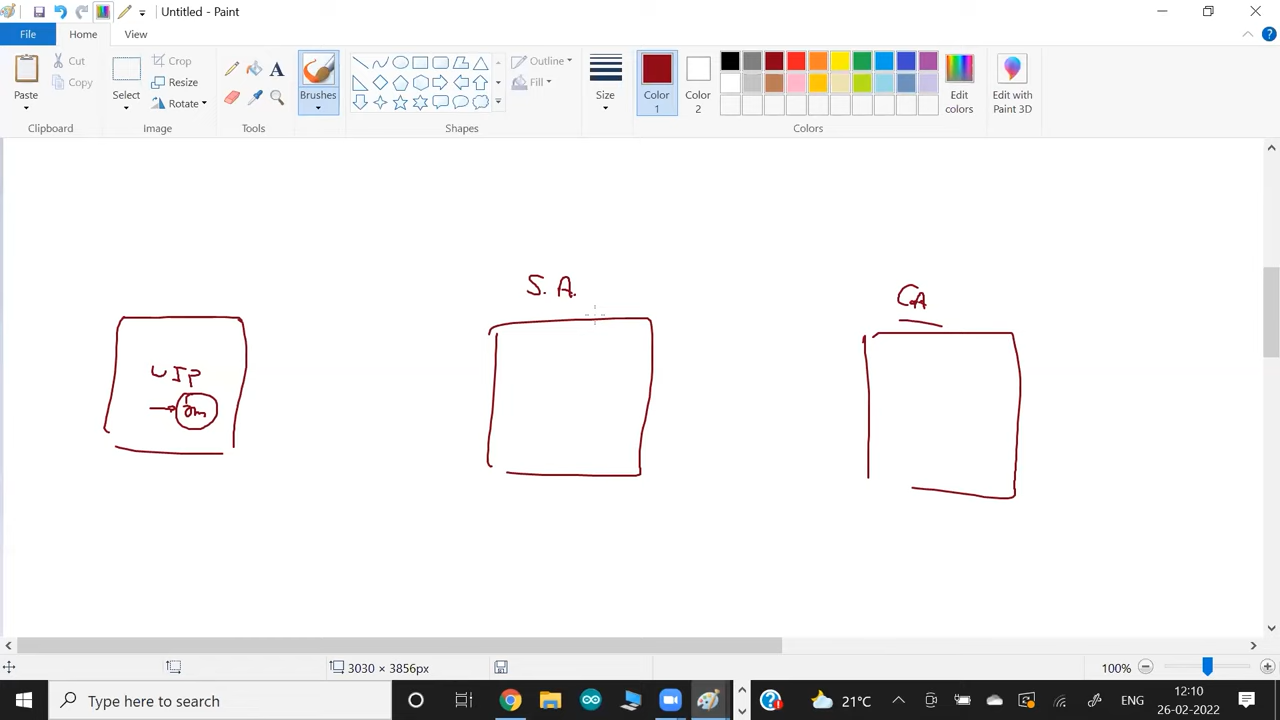 Untitled - Paint
File
Home
View
Paste
Cut
Copy
Clipboard
Select
Crop
Resize
Rotate
Image
Tools
Brushes
Outline
Fill
Shapes
Size
Color 1
Color 2
Edit colors
Colors
Edit with Paint 3D
S. A.
CA
UIP
3030 × 3856px
100%
Type here to search
21°C
ENG
12:10
26-02-2022